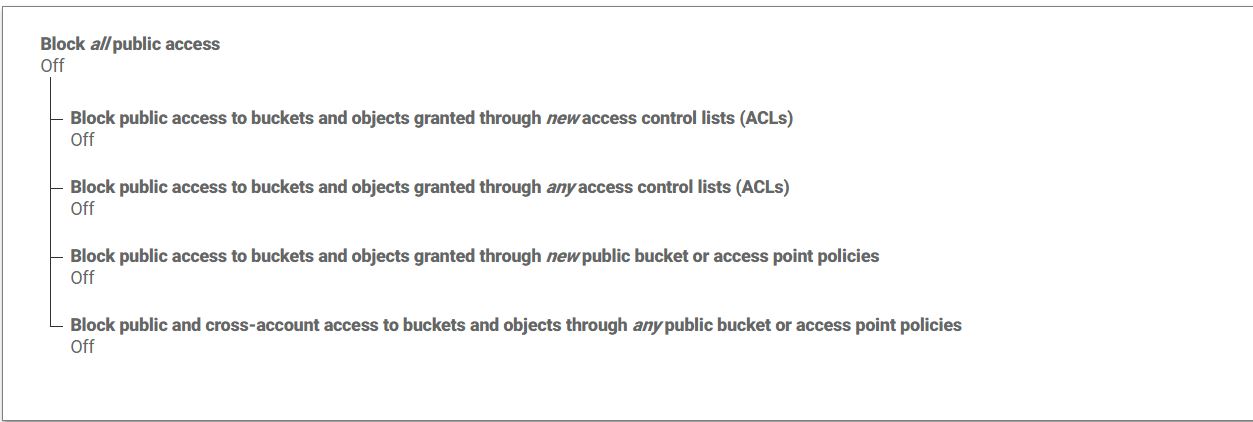 Block all public access
Off
Block public access to buckets and objects granted through new access control lists (ACLs)
Off
Block public access to buckets and objects granted through any access control lists (ACLs)
Off
Block public access to buckets and objects granted through new public bucket or access point policies
Off
Block public and cross-account access to buckets and objects through any public bucket or access point policies
Off